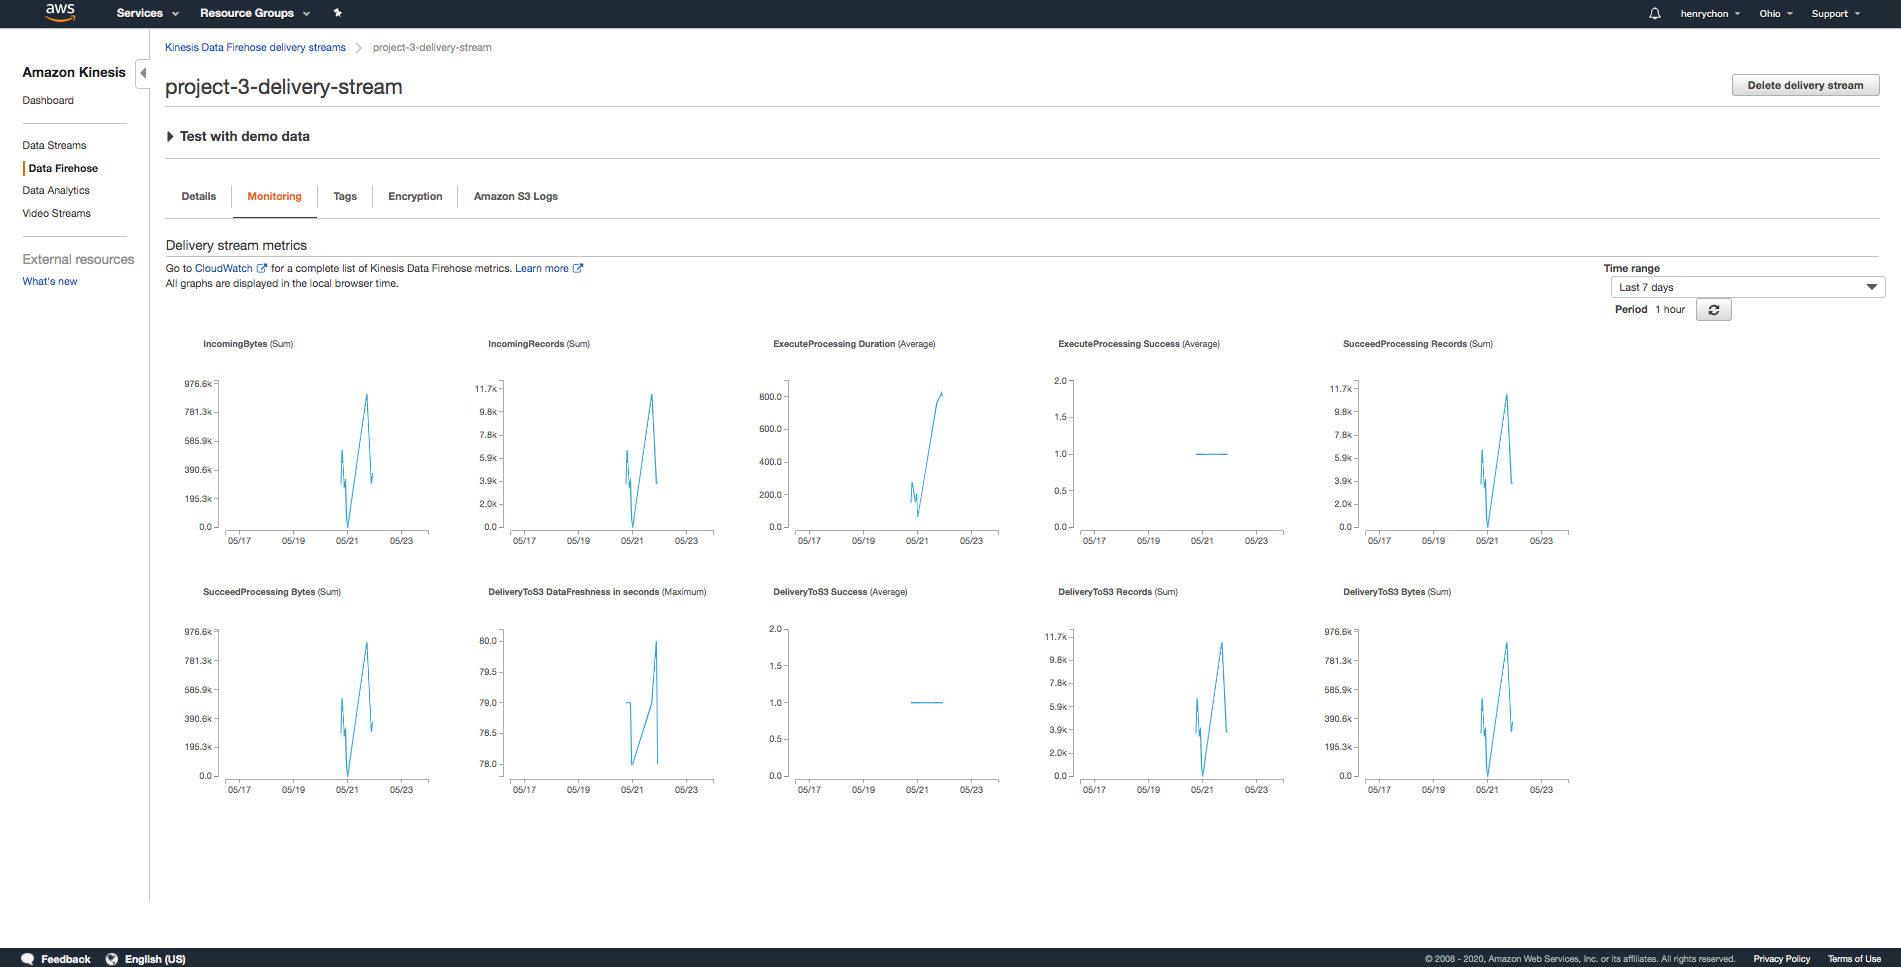 aws Services Resource Groups henrychon Ohio Support
Amazon Kinesis
Dashboard
Data Streams
Data Firehose
Data Analytics
Video Streams
External resources
What's new
Kinesis Data Firehose delivery streams project-3-delivery-stream
project-3-delivery-stream
Delete delivery stream
Test with demo data
Details Monitoring Tags Encryption Amazon S3 Logs
Delivery stream metrics
Go to CloudWatch for a complete list of Kinesis Data Firehose metrics. Learn more
All graphs are displayed in the local browser time.
Time range
Last 7 days
Period 1 hour
IncomingBytes (Sum)
976.6k
781.3k
585.9k
390.6k
195.3k
0.0
05/17 05/19 05/21 05/23
IncomingRecords (Sum)
11.7k
9.8k
7.8k
5.9k
3.9k
2.0k
0.0
05/17 05/19 05/21 05/23
ExecuteProcessing Duration (Average)
800.0
600.0
400.0
200.0
0.0
05/17 05/19 05/21 05/23
ExecuteProcessing Success (Average)
2.0
1.5
1.0
0.5
0.0
05/17 05/19 05/21 05/23
SucceedProcessing Records (Sum)
11.7k
9.8k
7.8k
5.9k
3.9k
2.0k
0.0
05/17 05/19 05/21 05/23
SucceedProcessing Bytes (Sum)
976.6k
781.3k
585.9k
390.6k
195.3k
0.0
05/17 05/19 05/21 05/23
DeliveryToS3 DataFreshness in seconds (Maximum)
80.0
79.5
79.0
78.5
78.0
05/17 05/19 05/21 05/23
DeliveryToS3 Success (Average)
2.0
1.5
1.0
0.5
0.0
05/17 05/19 05/21 05/23
DeliveryToS3 Records (Sum)
11.7k
9.8k
7.8k
5.9k
3.9k
2.0k
0.0
05/17 05/19 05/21 05/23
DeliveryToS3 Bytes (Sum)
976.6k
781.3k
585.9k
390.6k
195.3k
0.0
05/17 05/19 05/21 05/23
Feedback English (US) © 2008 - 2020, Amazon Web Services, Inc. or its affiliates. All rights reserved. Privacy Policy Terms of Use